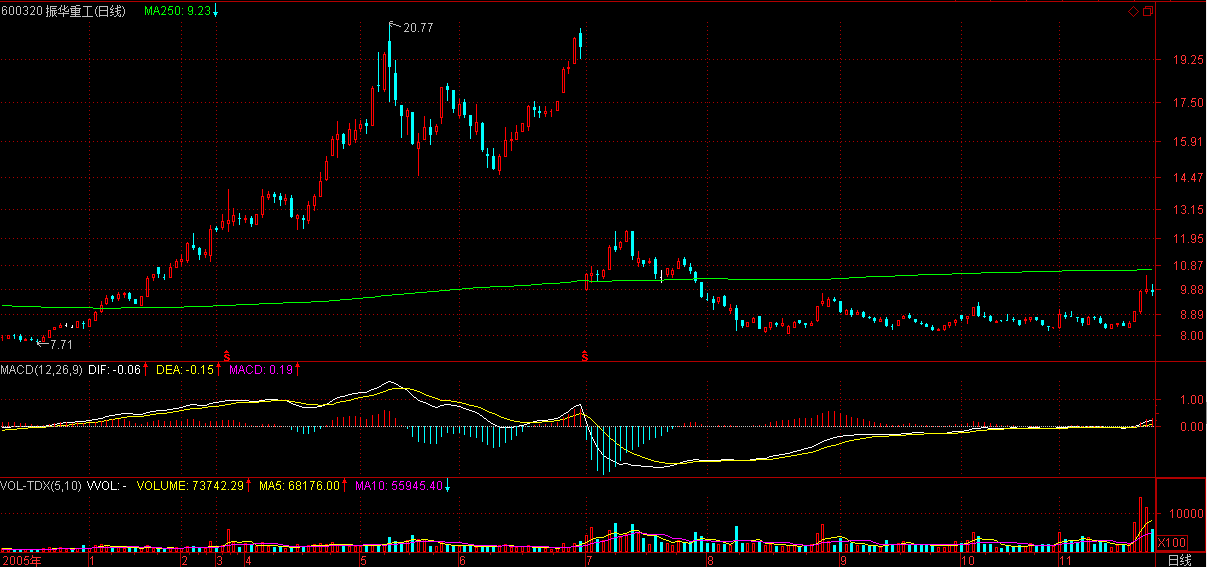 600320 振华重工(日线) MA250: 9.23↓
20.77
19.25
17.50
15.91
14.47
13.15
11.95
10.87
9.88
8.89
8.00
7.71
S S
MACD(12,26,9) DIF: -0.06↑ DEA: -0.15↑ MACD: 0.19↑
1.00
0.00
VOL-TDX(5,10) VVOL: - VOLUME: 73742.29↑ MA5: 68176.00↑ MA10: 55945.40↓
10000
X100
2005年 1 2 3 4 5 6 7 8 9 10 11 日线